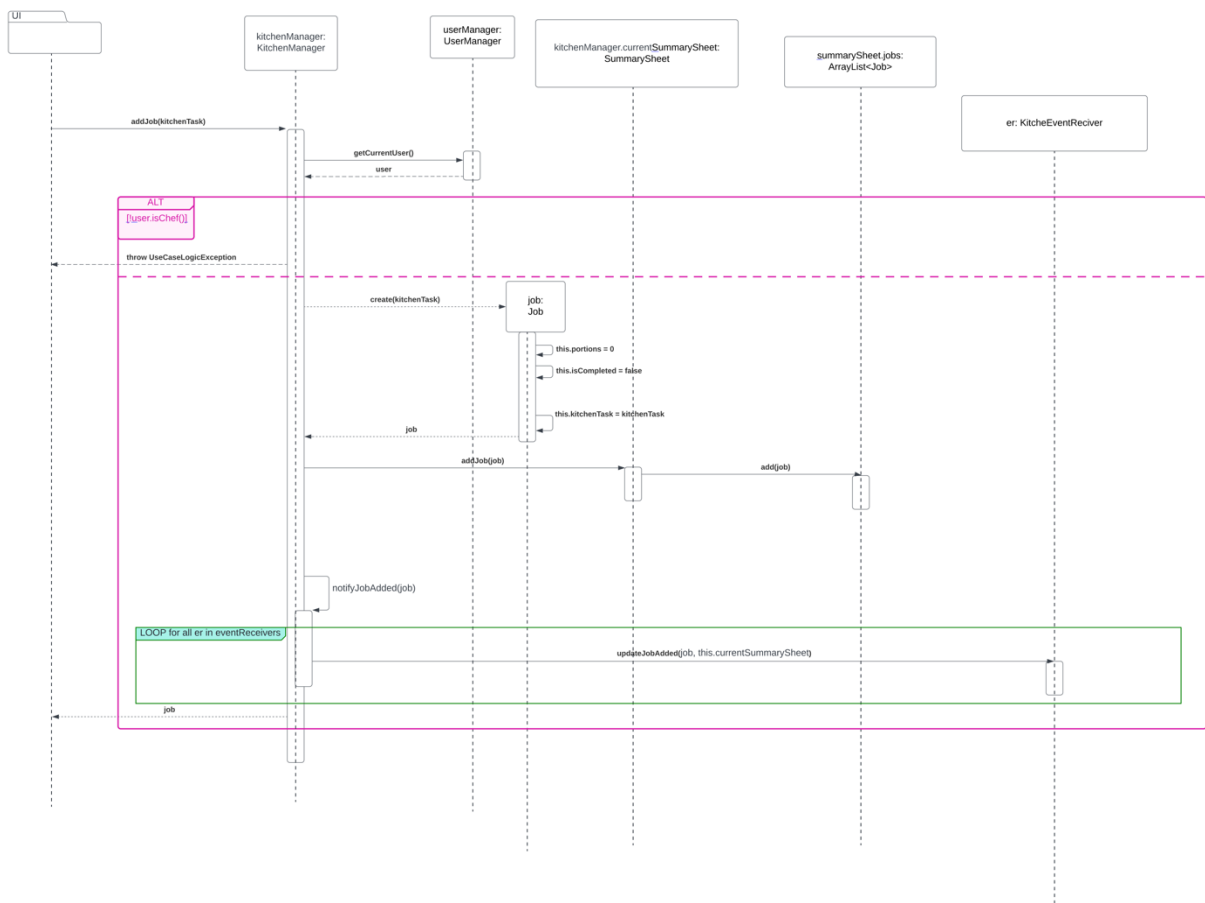 UI
kitchenManager:
KitchenManager
userManager:
UserManager
kitchenManager.currentSummarySheet:
SummarySheet
summarySheet.jobs:
ArrayList<Job>
er: KitcheEventReciver
addJob(kitchenTask)
getCurrentUser()
user
ALT
[!user.isChef()]
throw UseCaseLogicException
create(kitchenTask)
job:
Job
this.portions = 0
this.isCompleted = false
this.kitchenTask = kitchenTask
job
addJob(job)
add(job)
notifyJobAdded(job)
LOOP for all er in eventReceivers
updateJobAdded(job, this.currentSummarySheet)
job